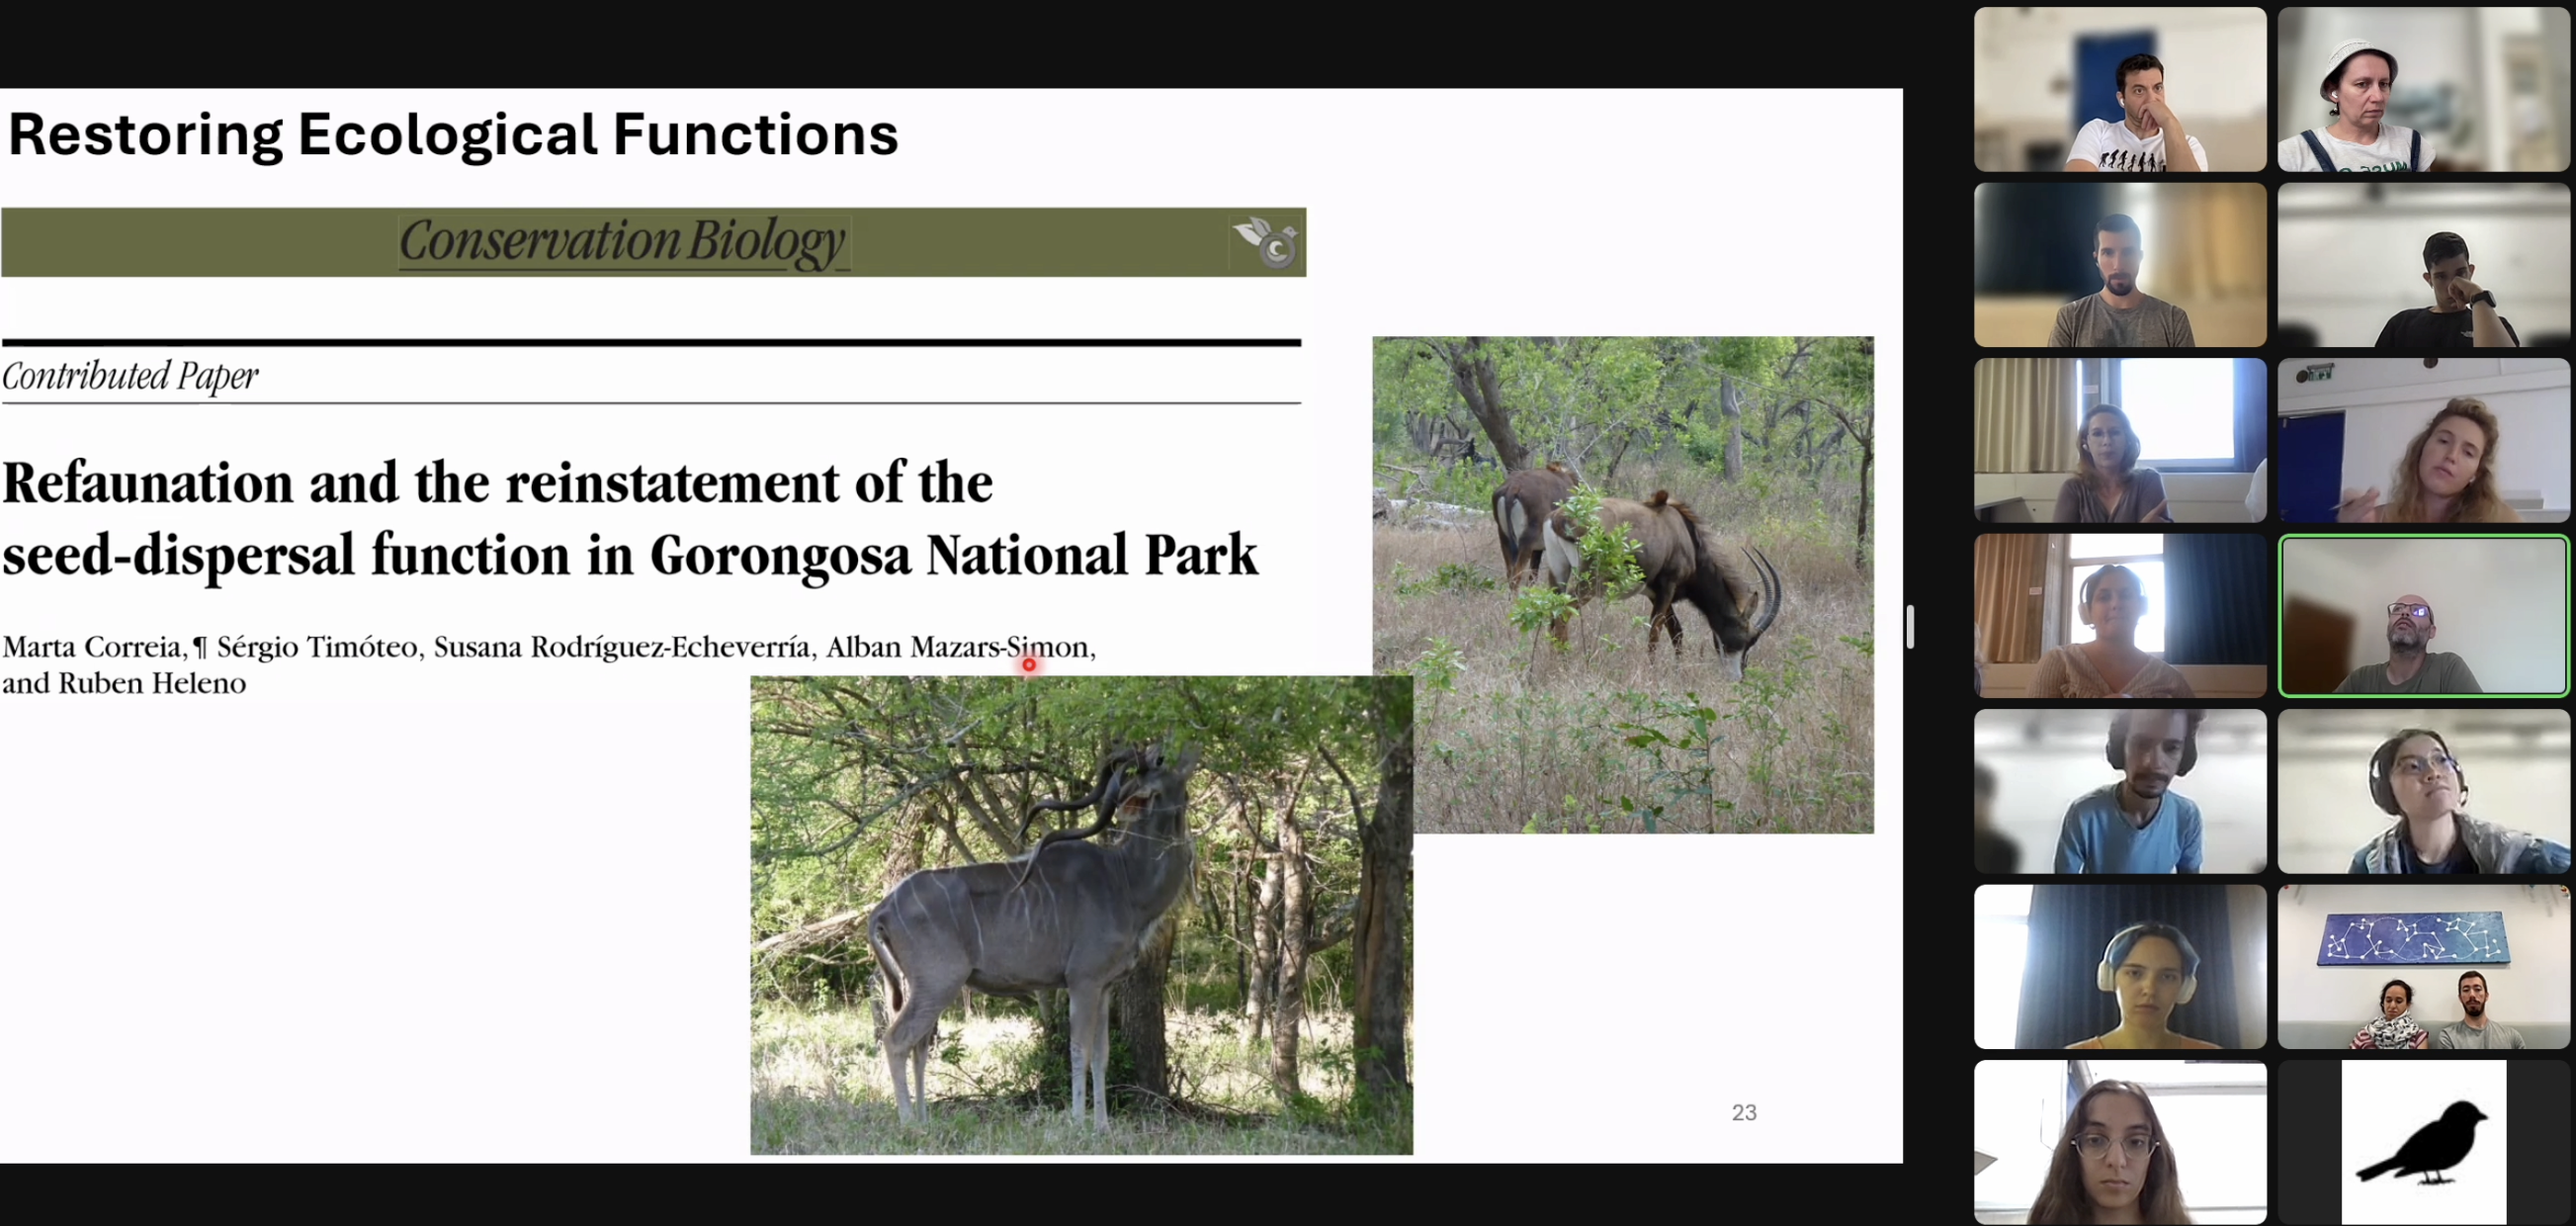 Restoring Ecological Functions
Conservation Biology
Contributed Paper
Refaunation and the reinstatement of the
seed-dispersal function in Gorongosa National Park
Marta Correia,¶ Sérgio Timóteo, Susana Rodríguez-Echeverría, Alban Mazars-Simon,
and Ruben Heleno
23